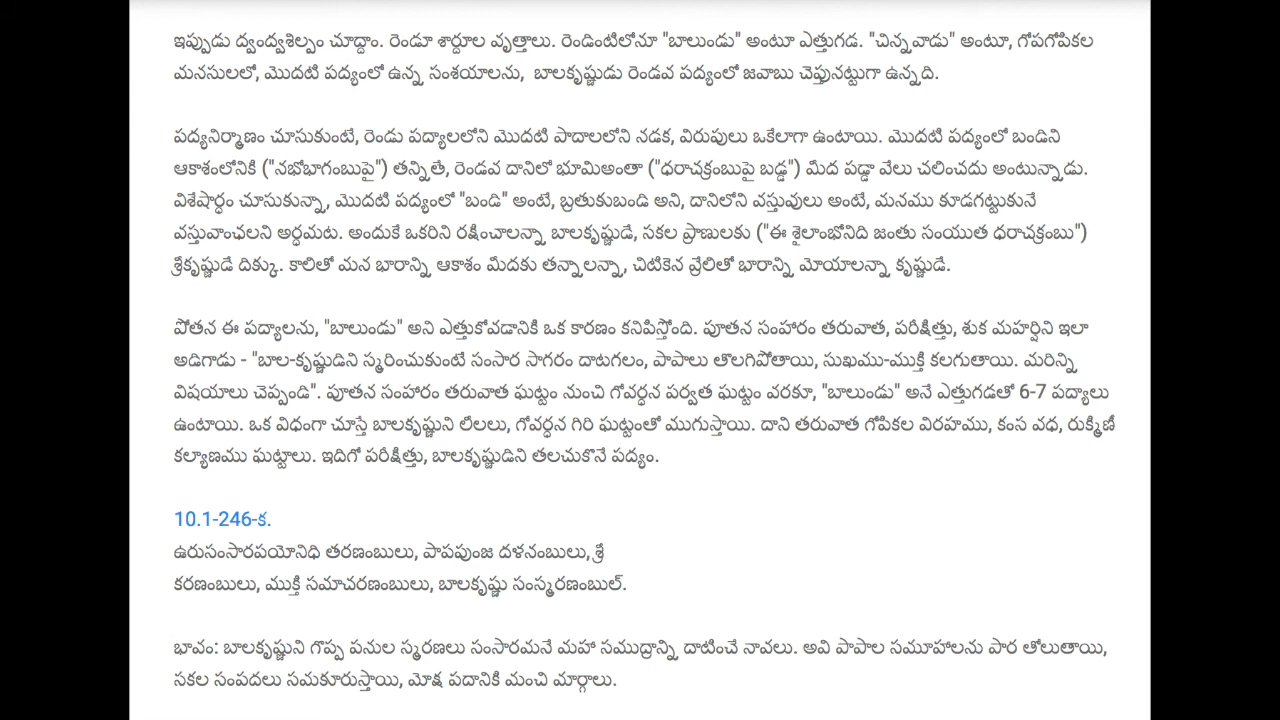 ఇప్పుడు ద్వంద్వశిల్పం చూద్దాం. రెండూ శార్దూల వృత్తాలు. రెండింటిలోనూ "బాలుండు" అంటూ ఎత్తుగడ. "చిన్నవాడు" అంటూ, గోపగోపికల
మనసులలో, మొదటి పద్యంలో ఉన్న సంశయాలను, బాలకృష్ణుడు రెండవ పద్యంలో జవాబు చెప్తునట్టుగా ఉన్నది.
పద్యనిర్మాణం చూసుకుంటే, రెండు పద్యాలలోని మొదటి పాదాలలోని నడక, విరుపులు ఒకేలాగా ఉంటాయి. మొదటి పద్యంలో బండిని
ఆకాశంలోనికి ("నభోభాగంబుపై") తన్నితే, రెండవ దానిలో భూమిఅంతా ("ధరాచక్రంబుపై బడ్డ") మీద పడ్డా వేలు చలించదు అంటున్నాడు.
విశేషార్థం చూసుకున్నా, మొదటి పద్యంలో "బండి" అంటే, బ్రతుకుబండి అని, దానిలోని వస్తువులు అంటే, మనము కూడగట్టుకునే
వస్తువాంఛలని అర్థమట. అందుకే ఒకరిని రక్షించాలన్నా బాలకృష్ణుడే, సకల ప్రాణులకు ("ఈ శైలాంభోనిది జంతు సంయుత ధరాచక్రంబు")
శ్రీకృష్ణుడే దిక్కు. కాలితో మన భారాన్ని ఆకాశం మీదకు తన్నాలన్నా, చిటికెన వ్రేలితో భారాన్ని మోయాలన్నా కృష్ణుడే.
పోతన ఈ పద్యాలను, "బాలుండు" అని ఎత్తుకోవడానికి ఒక కారణం కనిపిస్తోంది. పూతన సంహారం తరువాత, పరీక్షిత్తు, శుక మహర్షిని ఇలా
అడిగాడు - "బాల-కృష్ణుడిని స్మరించుకుంటే సంసార సాగరం దాటగలం, పాపాలు తొలగిపోతాయి, సుఖము-ముక్తి కలగుతాయి. మరిన్ని
విషయాలు చెప్పండి". పూతన సంహారం తరువాత ఘట్టం నుంచి గోవర్ధన పర్వత ఘట్టం వరకూ, "బాలుండు" అనే ఎత్తుగడతో 6-7 పద్యాలు
ఉంటాయి. ఒక విధంగా చూస్తే బాలకృష్ణుని లీలలు, గోవర్ధన గిరి ఘట్టంతో ముగుస్తాయి. దాని తరువాత గోపికల విరహము, కంస వధ, రుక్మిణీ
కల్యాణము ఘట్టాలు. ఇదిగో పరీక్షిత్తు, బాలకృష్ణుడిని తలచుకొనే పద్యం.
10.1-246-క.
ఉరుసంసారపయోనిధి తరణంబులు, పాపపుంజ దళనంబులు, శ్రీ
కరణంబులు, ముక్తి సమాచరణంబులు, బాలకృష్ణు సంస్మరణంబుల్.
భావం: బాలకృష్ణుని గొప్ప పనుల స్మరణలు సంసారమనే మహా సముద్రాన్ని దాటించే నావలు. అవి పాపాల సమూహాలను పార తోలుతాయి,
సకల సంపదలు సమకూరుస్తాయి, మోక్ష పదానికి మంచి మార్గాలు.